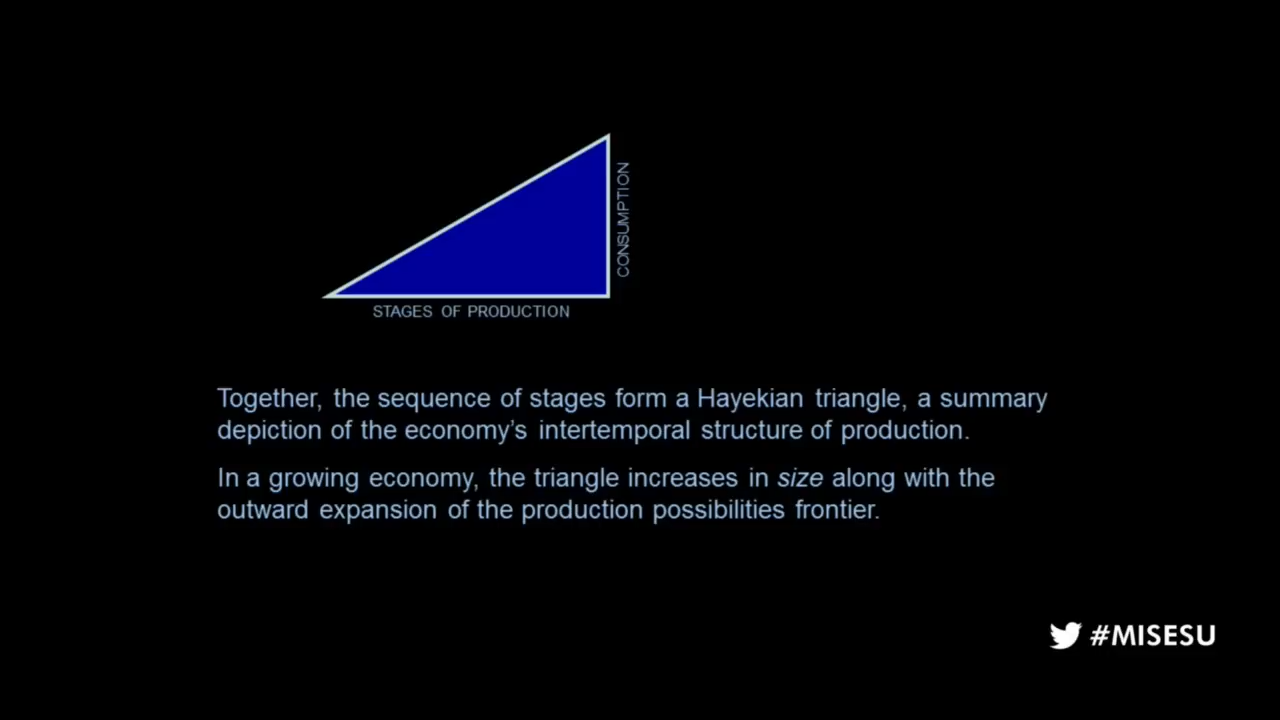 CONSUMPTION
STAGES OF PRODUCTION
Together, the sequence of stages form a Hayekian triangle, a summary
depiction of the economy’s intertemporal structure of production.
In a growing economy, the triangle increases in size along with the
outward expansion of the production possibilities frontier.
#MISESU